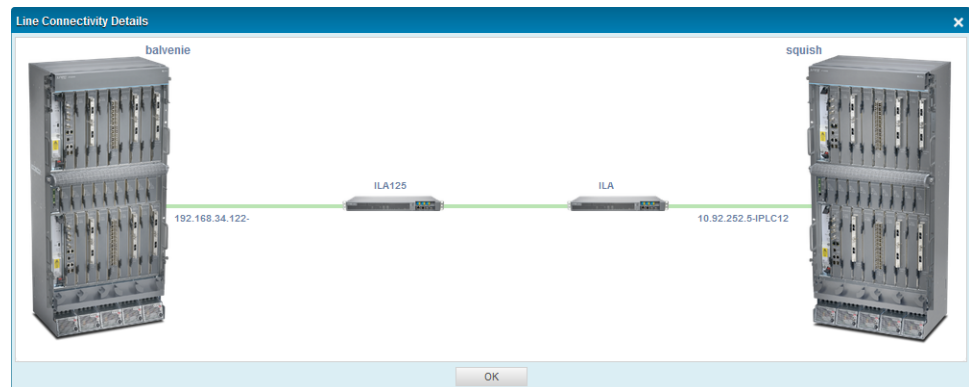 Line Connectivity Details
balvenie
squish
ILA125
ILA
192.168.34.122-
10.92.252.5-IPLC12
OK